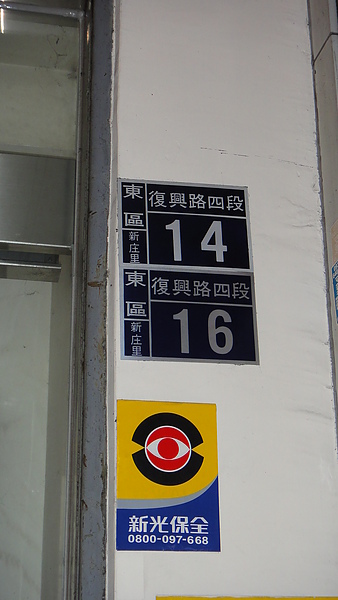 東區
新庄里
復興路四段
14
東區
新庄里
復興路四段
16
新光保全
0800-097-668